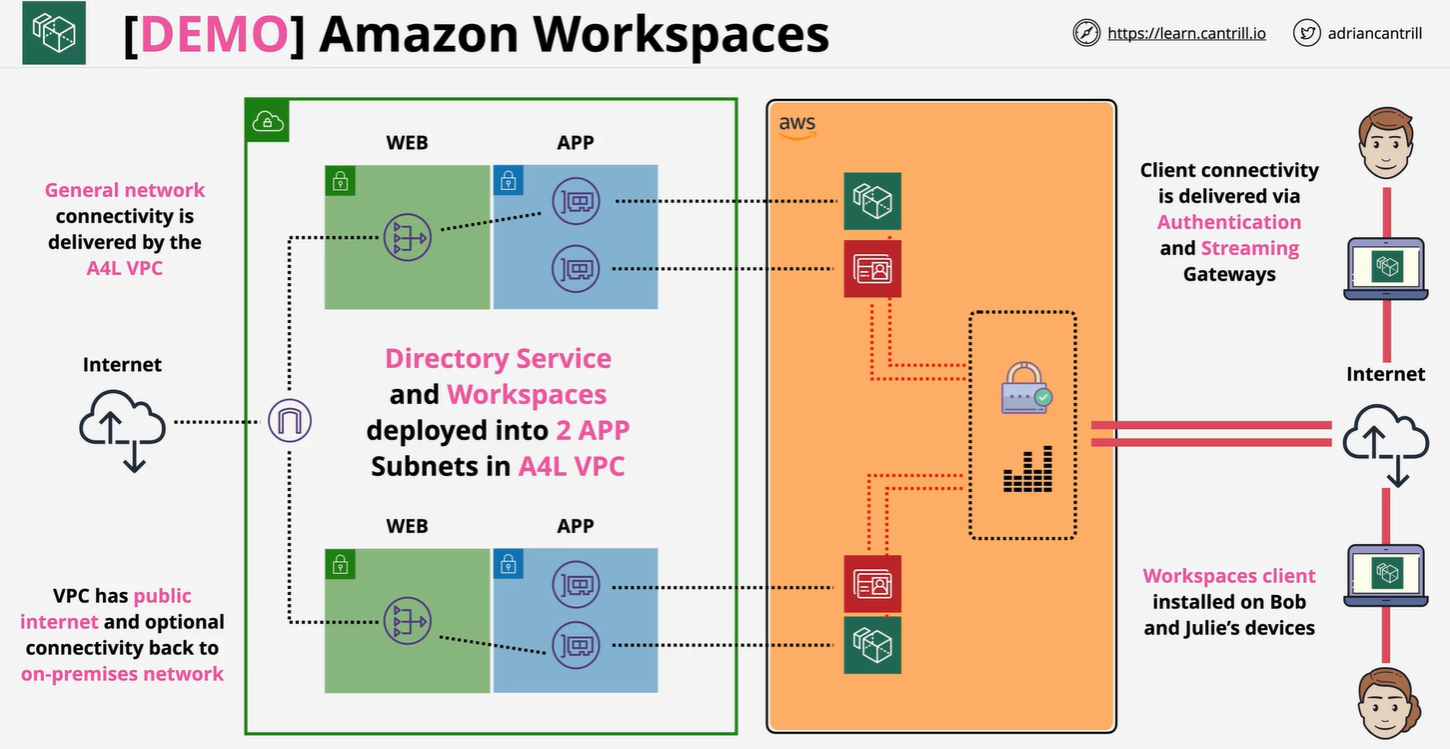 [DEMO] Amazon Workspaces
https://learn.cantrill.io
adriancantrill
General network
connectivity is
delivered by the
A4L VPC
Internet
VPC has public
internet and optional
connectivity back to
on-premises network
WEB
APP
Directory Service
and Workspaces
deployed into 2 APP
Subnets in A4L VPC
WEB
APP
aws
Client connectivity
is delivered via
Authentication
and Streaming
Gateways
Internet
Workspaces client
installed on Bob
and Julie's devices